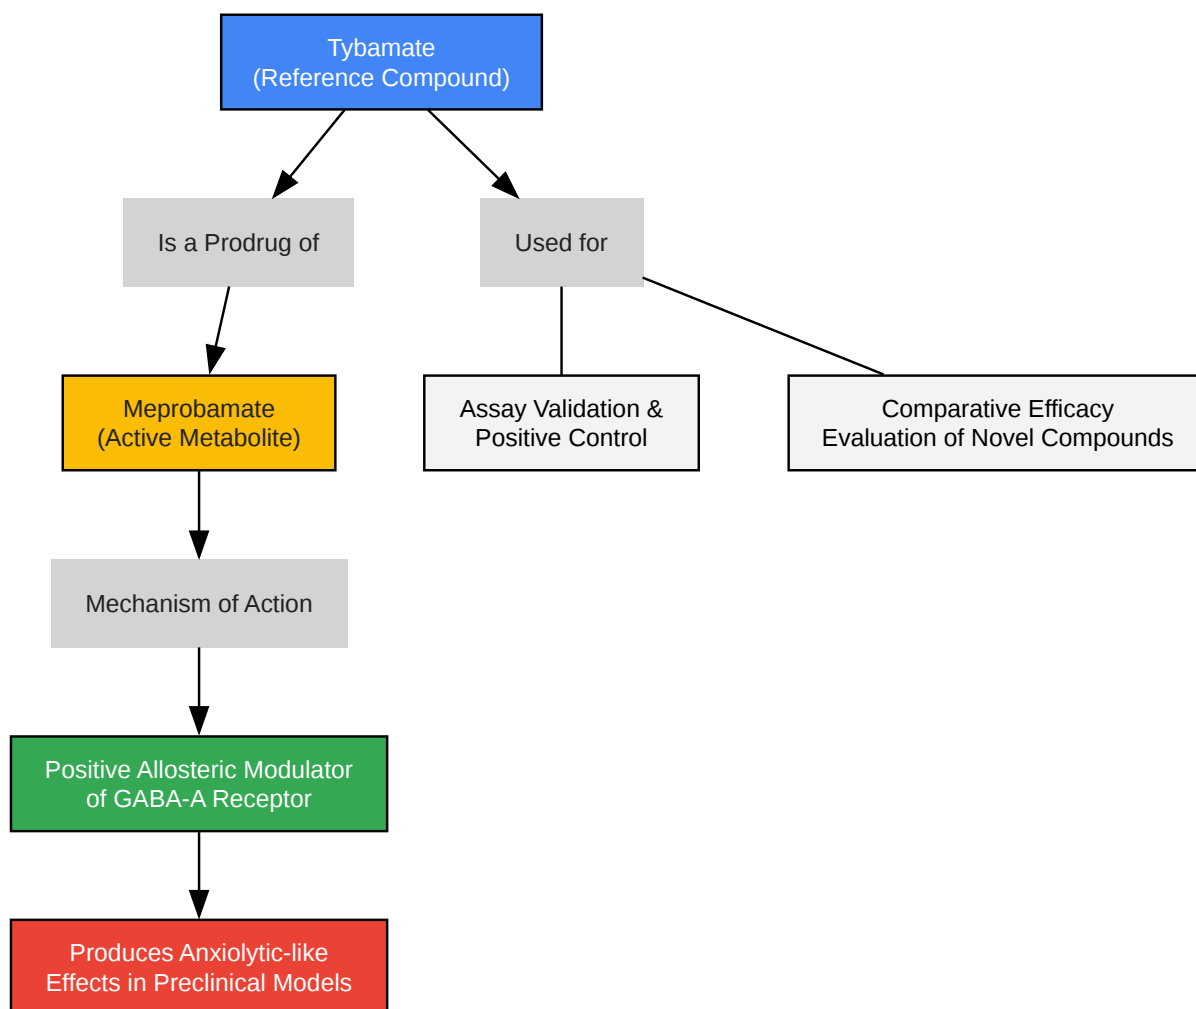 Tybamate
(Reference Compound)
Is a Prodrug of
Used for
Meprobamate
(Active Metabolite)
Assay Validation &
Positive Control
Comparative Efficacy
Evaluation of Novel Compounds
Mechanism of Action
Positive Allosteric Modulator
of GABA-A Receptor
Produces Anxiolytic-like
Effects in Preclinical Models